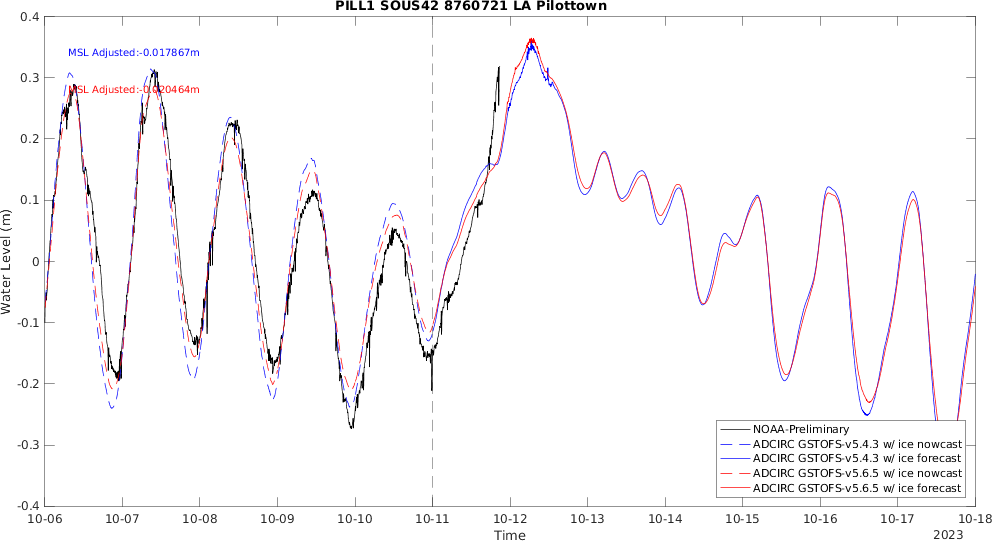 PILL1 SOUS42 8760721 LA Pilottown
MSL Adjusted:-0.017867m
MSL Adjusted:-0.020464m
Water Level (m)
0.4
0.3
0.2
0.1
0
-0.1
-0.2
-0.3
-0.4
NOAA-Preliminary
ADCIRC GSTOFS-v5.4.3 w/ ice nowcast
ADCIRC GSTOFS-v5.4.3 w/ ice forecast
ADCIRC GSTOFS-v5.6.5 w/ ice nowcast
ADCIRC GSTOFS-v5.6.5 w/ ice forecast
10-06 10-07 10-08 10-09 10-10 10-11 10-12 10-13 10-14 10-15 10-16 10-17 10-18
Time
2023